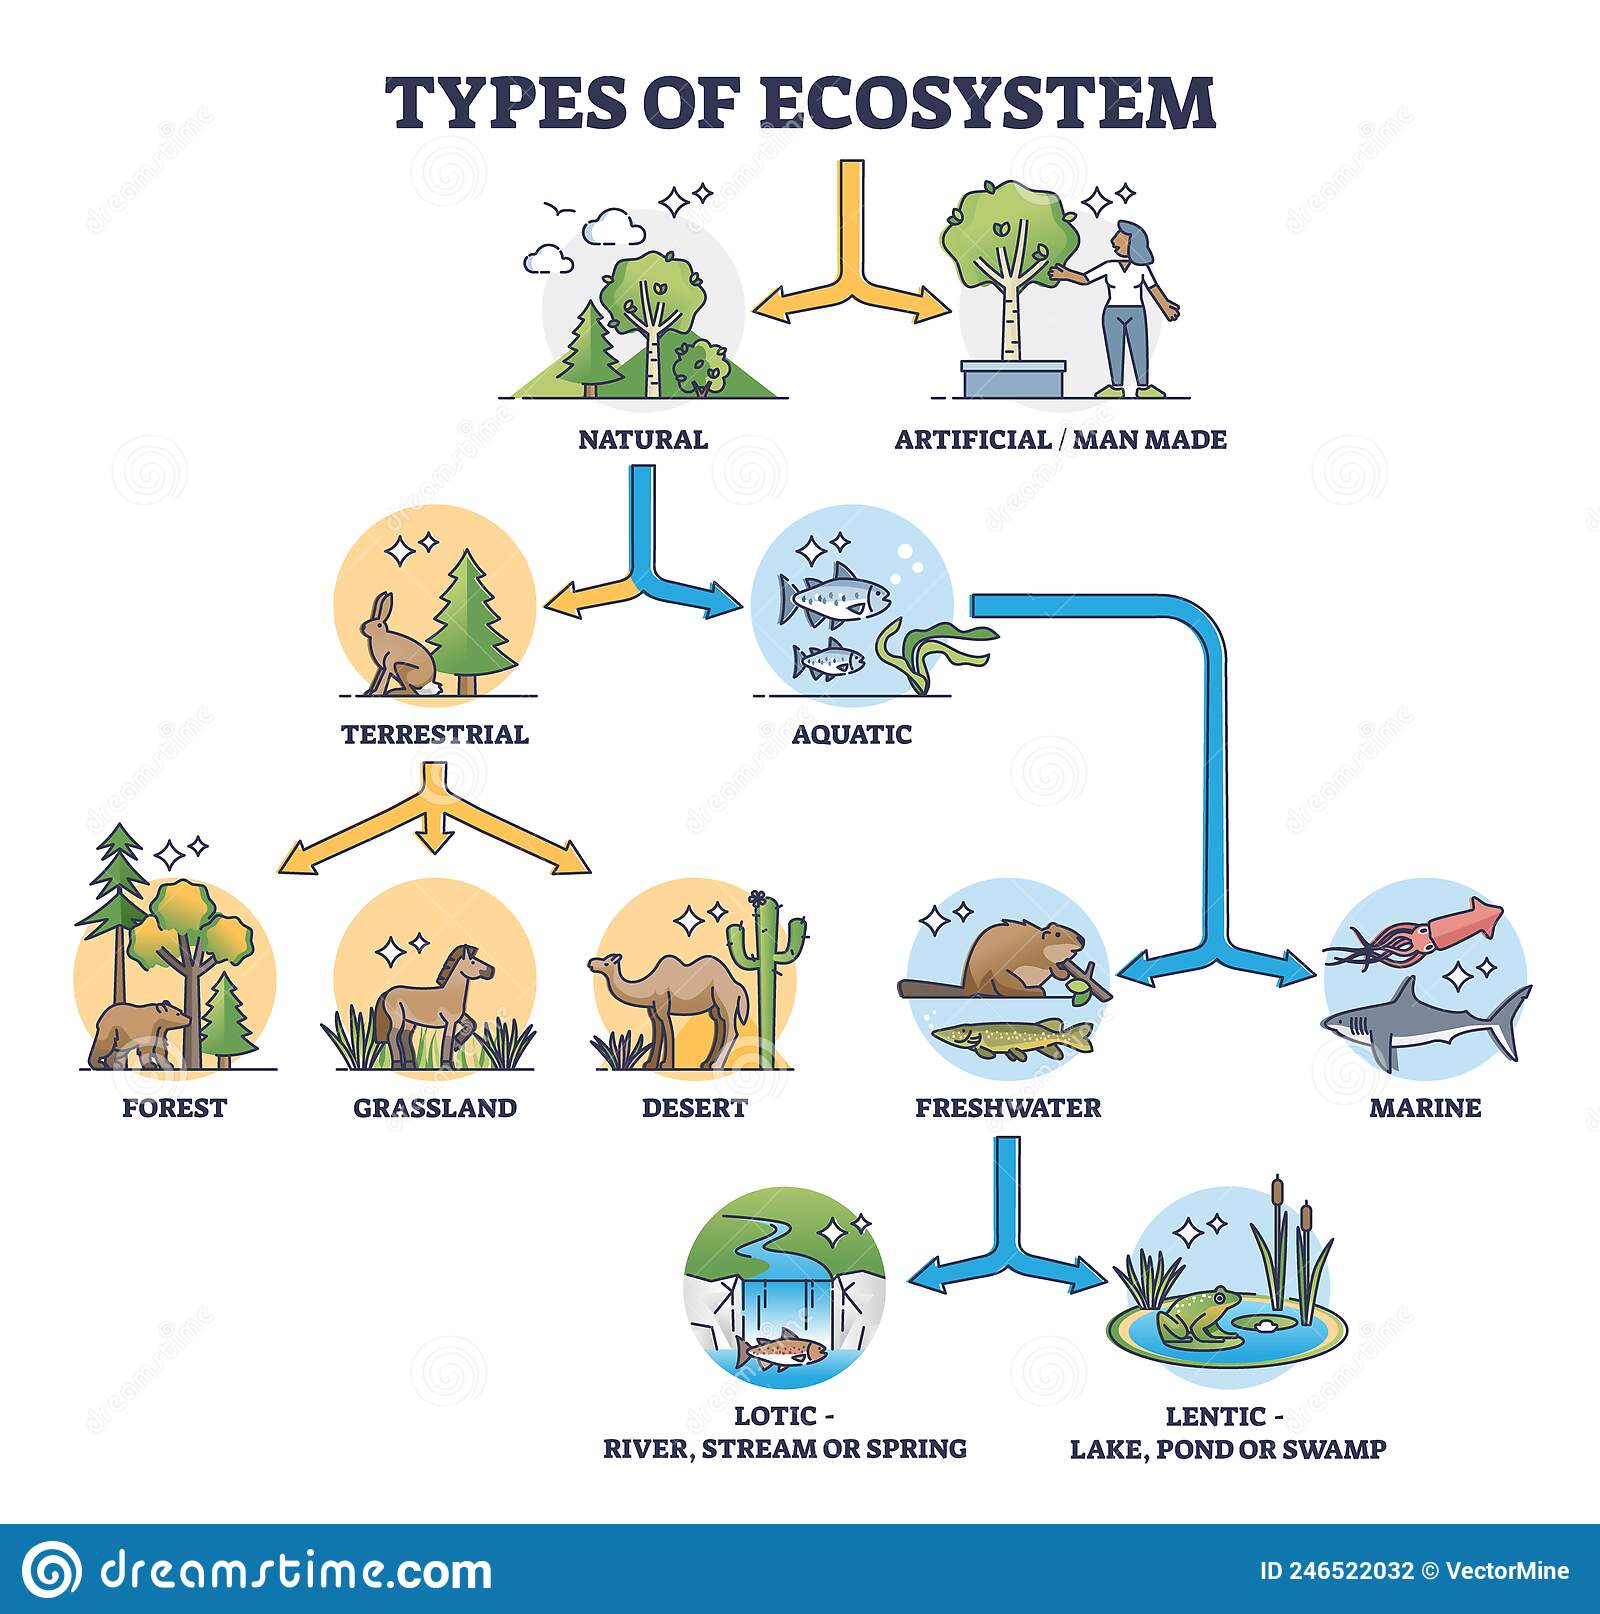 TYPES OF ECOSYSTEM
NATURAL
ARTIFICIAL / MAN MADE
TERRESTRIAL
AQUATIC
FOREST
GRASSLAND
DESERT
FRESHWATER
MARINE
LOTIC -
RIVER, STREAM OR SPRING
LENTIC -
LAKE, POND OR SWAMP
dreamstime.com
ID 246522032 © VectorMine